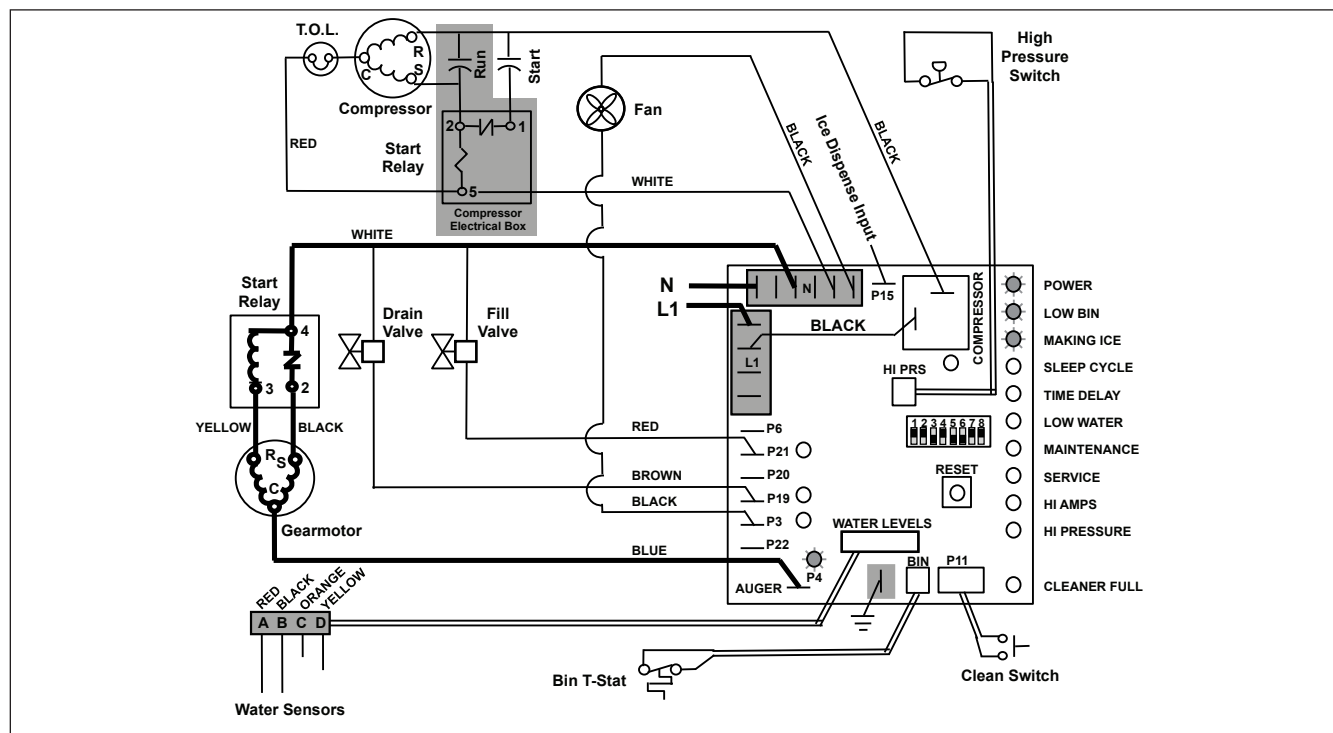 T.O.L.
R
C
S
Compressor
Run
Start
2
1
5
Start
Relay
Compressor
Electrical Box
RED
WHITE
Fan
BLACK
Ice Dispense Input
BLACK
High
Pressure
Switch
WHITE
N
L1
N
P15
COMPRESSOR
BLACK
L1
HI PRS
1 2 3 4 5 6 7 8
RESET
Start
Relay
4
3
2
YELLOW
BLACK
R
S
C
Gearmotor
Drain
Valve
Fill
Valve
RED
BROWN
BLACK
BLUE
P6
P21
P20
P19
P3
P22
P4
AUGER
WATER LEVELS
BIN
P11
POWER
LOW BIN
MAKING ICE
SLEEP CYCLE
TIME DELAY
LOW WATER
MAINTENANCE
SERVICE
HI AMPS
HI PRESSURE
CLEANER FULL
RED
BLACK
ORANGE
YELLOW
A B C D
Water Sensors
Bin T-Stat
Clean Switch